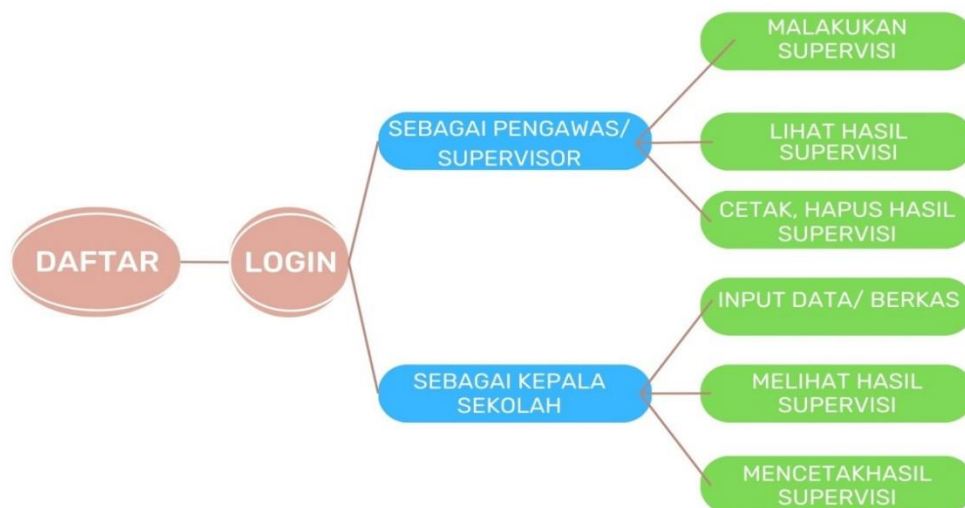 DAFTAR
LOGIN
SEBAGAI PENGAWAS/
SUPERVISOR
MALAKUKAN
SUPERVISI
LIHAT HASIL
SUPERVISI
CETAK, HAPUS HASIL
SUPERVISI
SEBAGAI KEPALA
SEKOLAH
INPUT DATA/ BERKAS
MELIHAT HASIL
SUPERVISI
MENCETAKHASIL
SUPERVISI